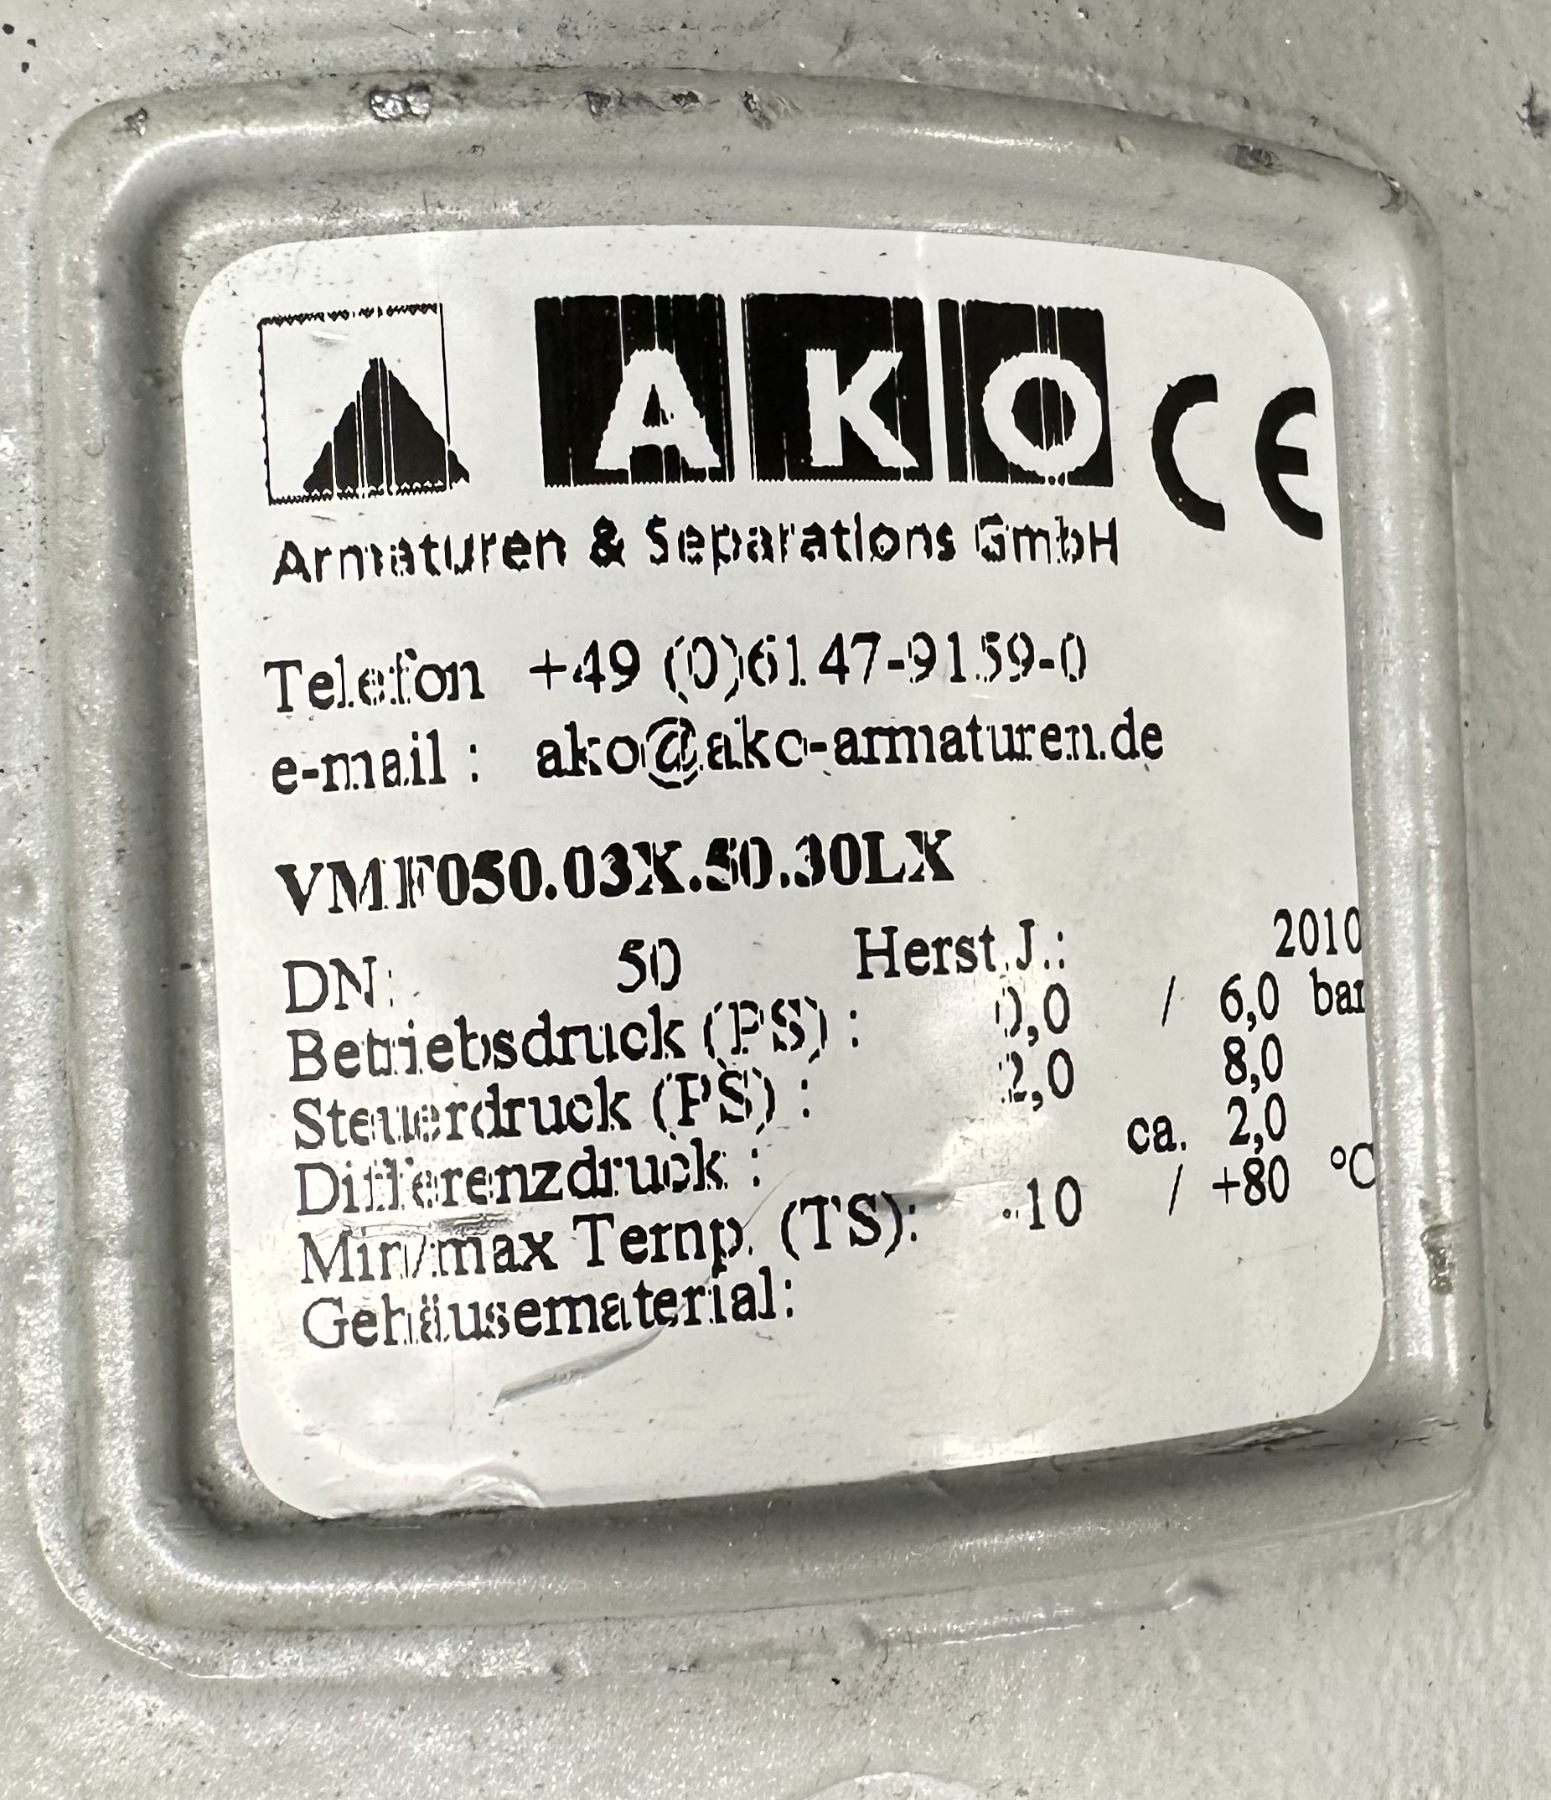 AKO CE
Armaturen & Separations GmbH
Telefon +49 (0)6147-9159-0
e-mail : ako@ako-armaturen.de
VMF050.03X.50.30LX
DN: 50 Herst.J.: 2010
Betriebsdruck (PS) : 0,0 / 6,0 bar
Steuerdruck (PS) : 2,0 8,0
Differenzdruck : ca. 2,0
Min/max Temp. (TS): -10 / +80 °C
Gehäusematerial: